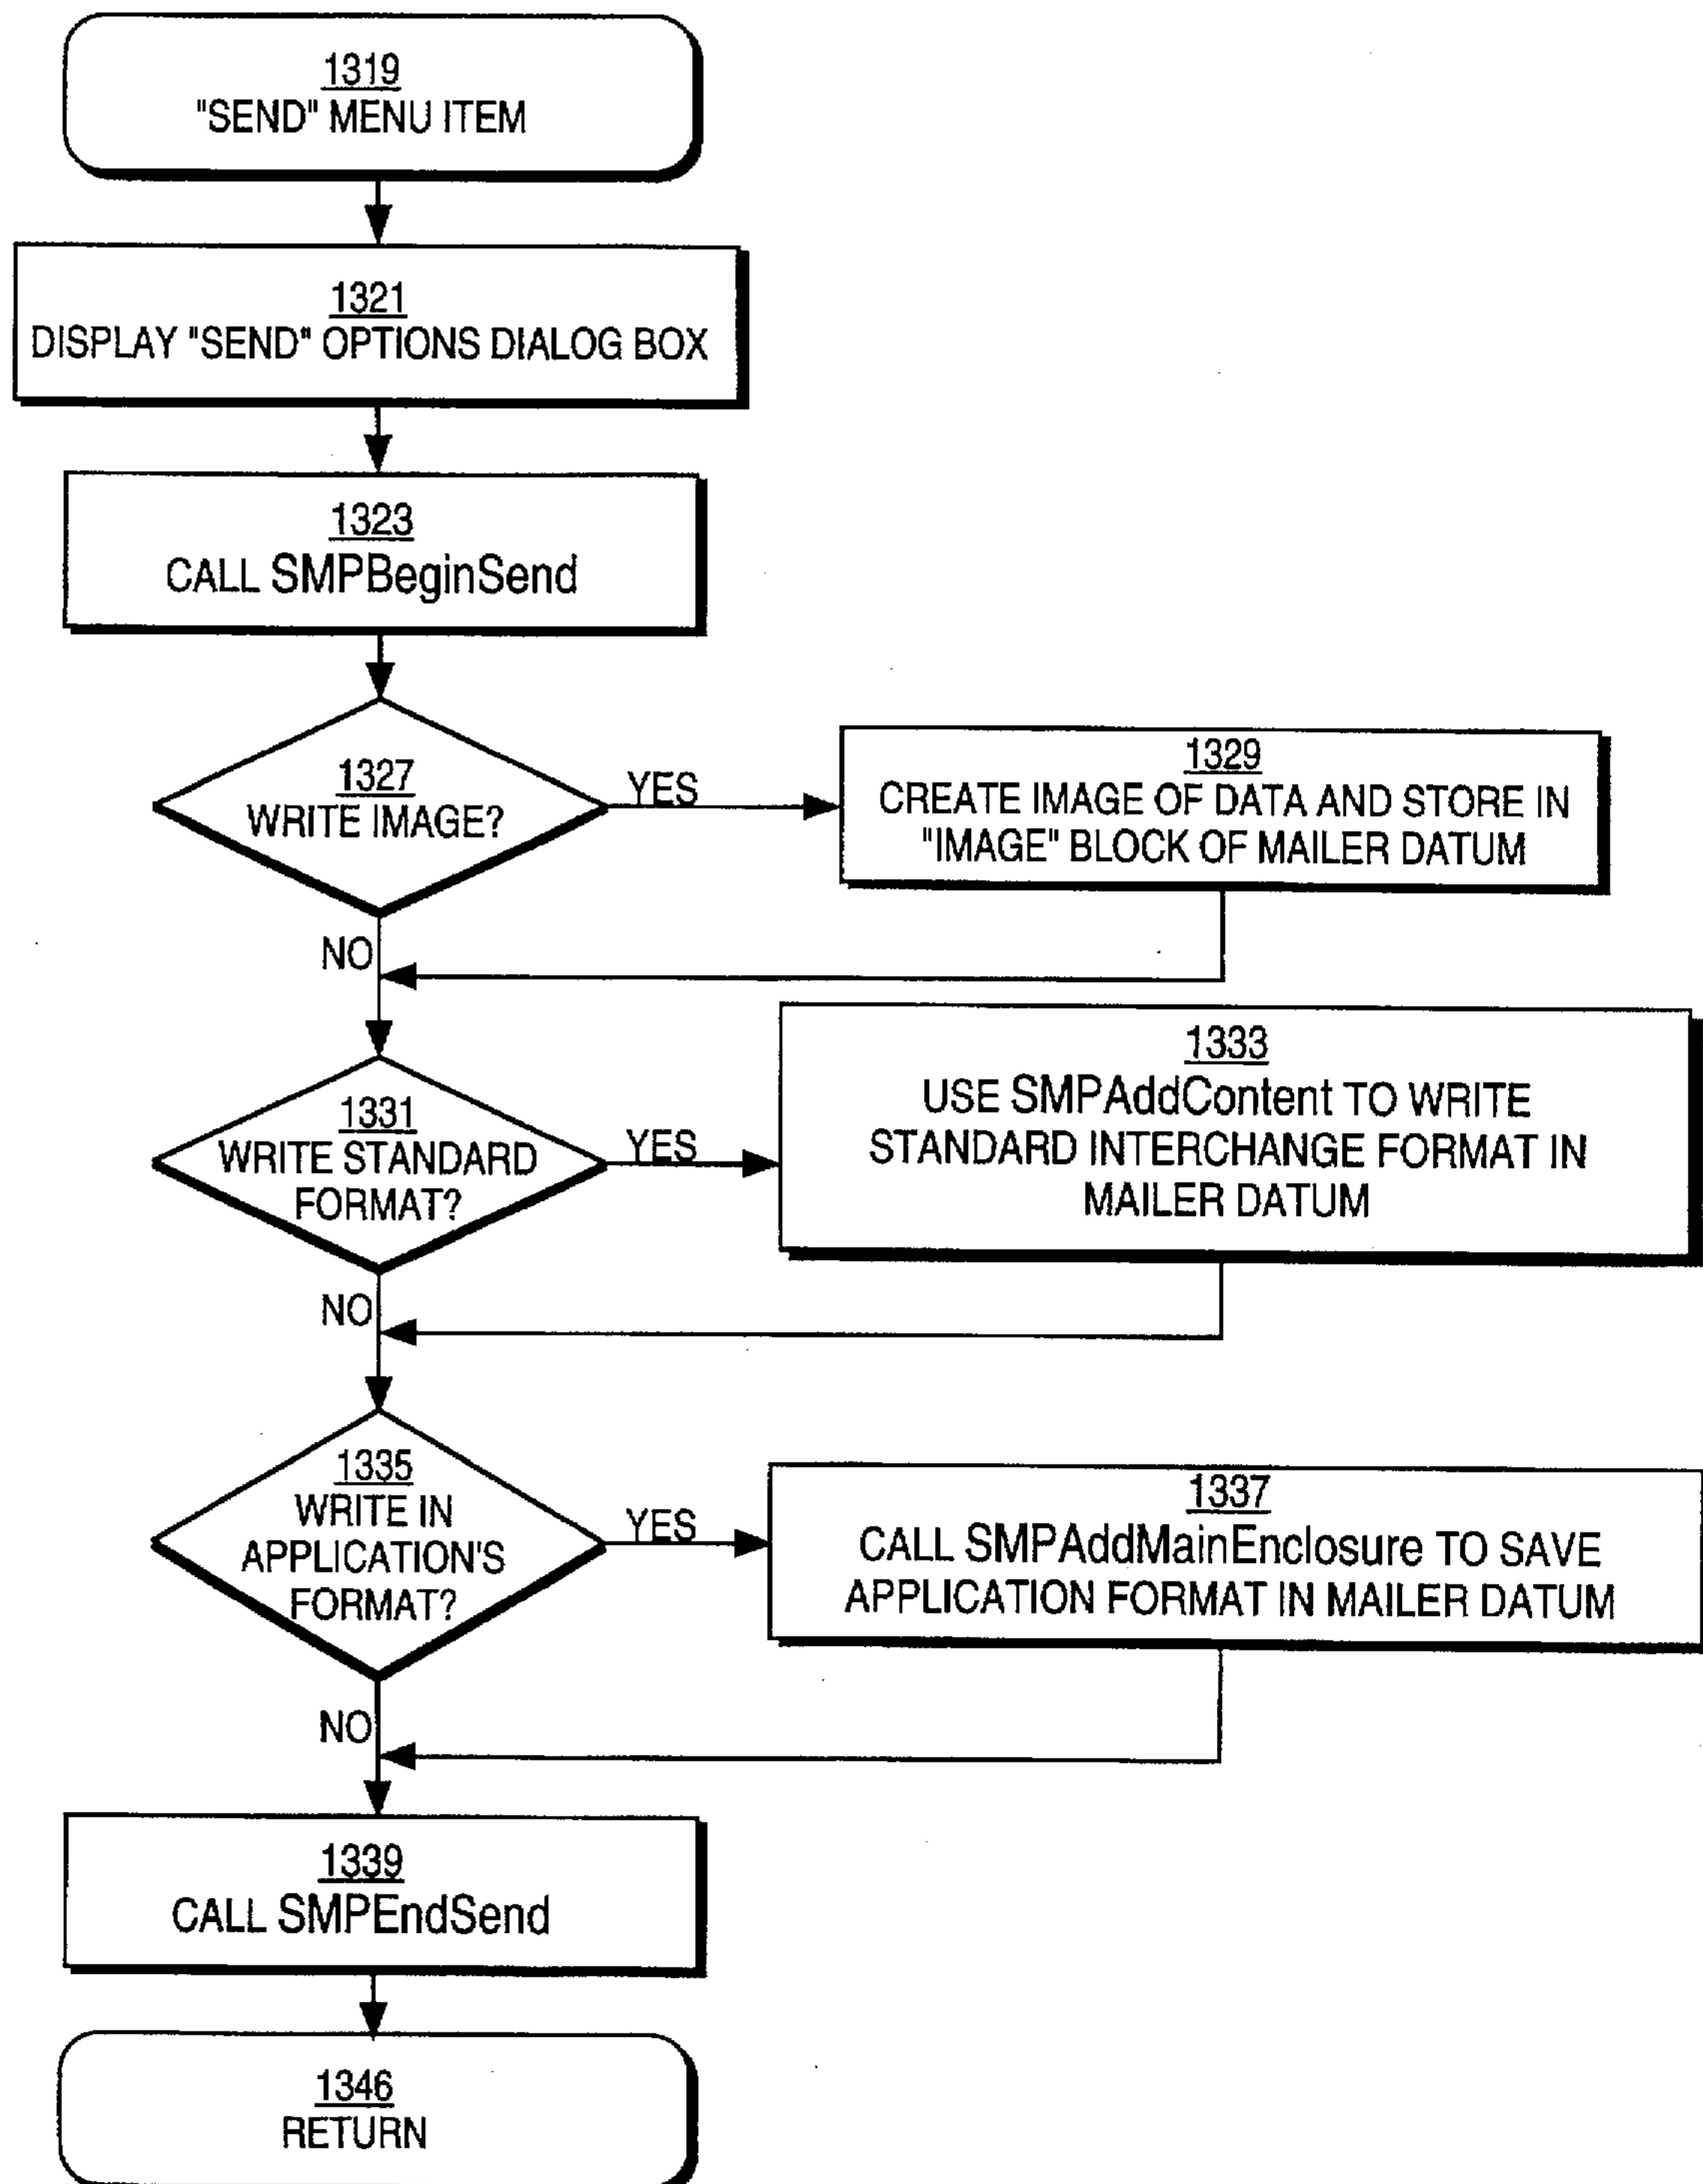 1319
"SEND" MENU ITEM
1321
DISPLAY "SEND" OPTIONS DIALOG BOX
1323
CALL SMPBeginSend
1327
WRITE IMAGE?
YES
1329
CREATE IMAGE OF DATA AND STORE IN
"IMAGE" BLOCK OF MAILER DATUM
NO
1331
WRITE STANDARD
FORMAT?
YES
1333
USE SMPAddContent TO WRITE
STANDARD INTERCHANGE FORMAT IN
MAILER DATUM
NO
1335
WRITE IN
APPLICATION'S
FORMAT?
YES
1337
CALL SMPAddMainEnclosure TO SAVE
APPLICATION FORMAT IN MAILER DATUM
NO
1339
CALL SMPEndSend
1346
RETURN